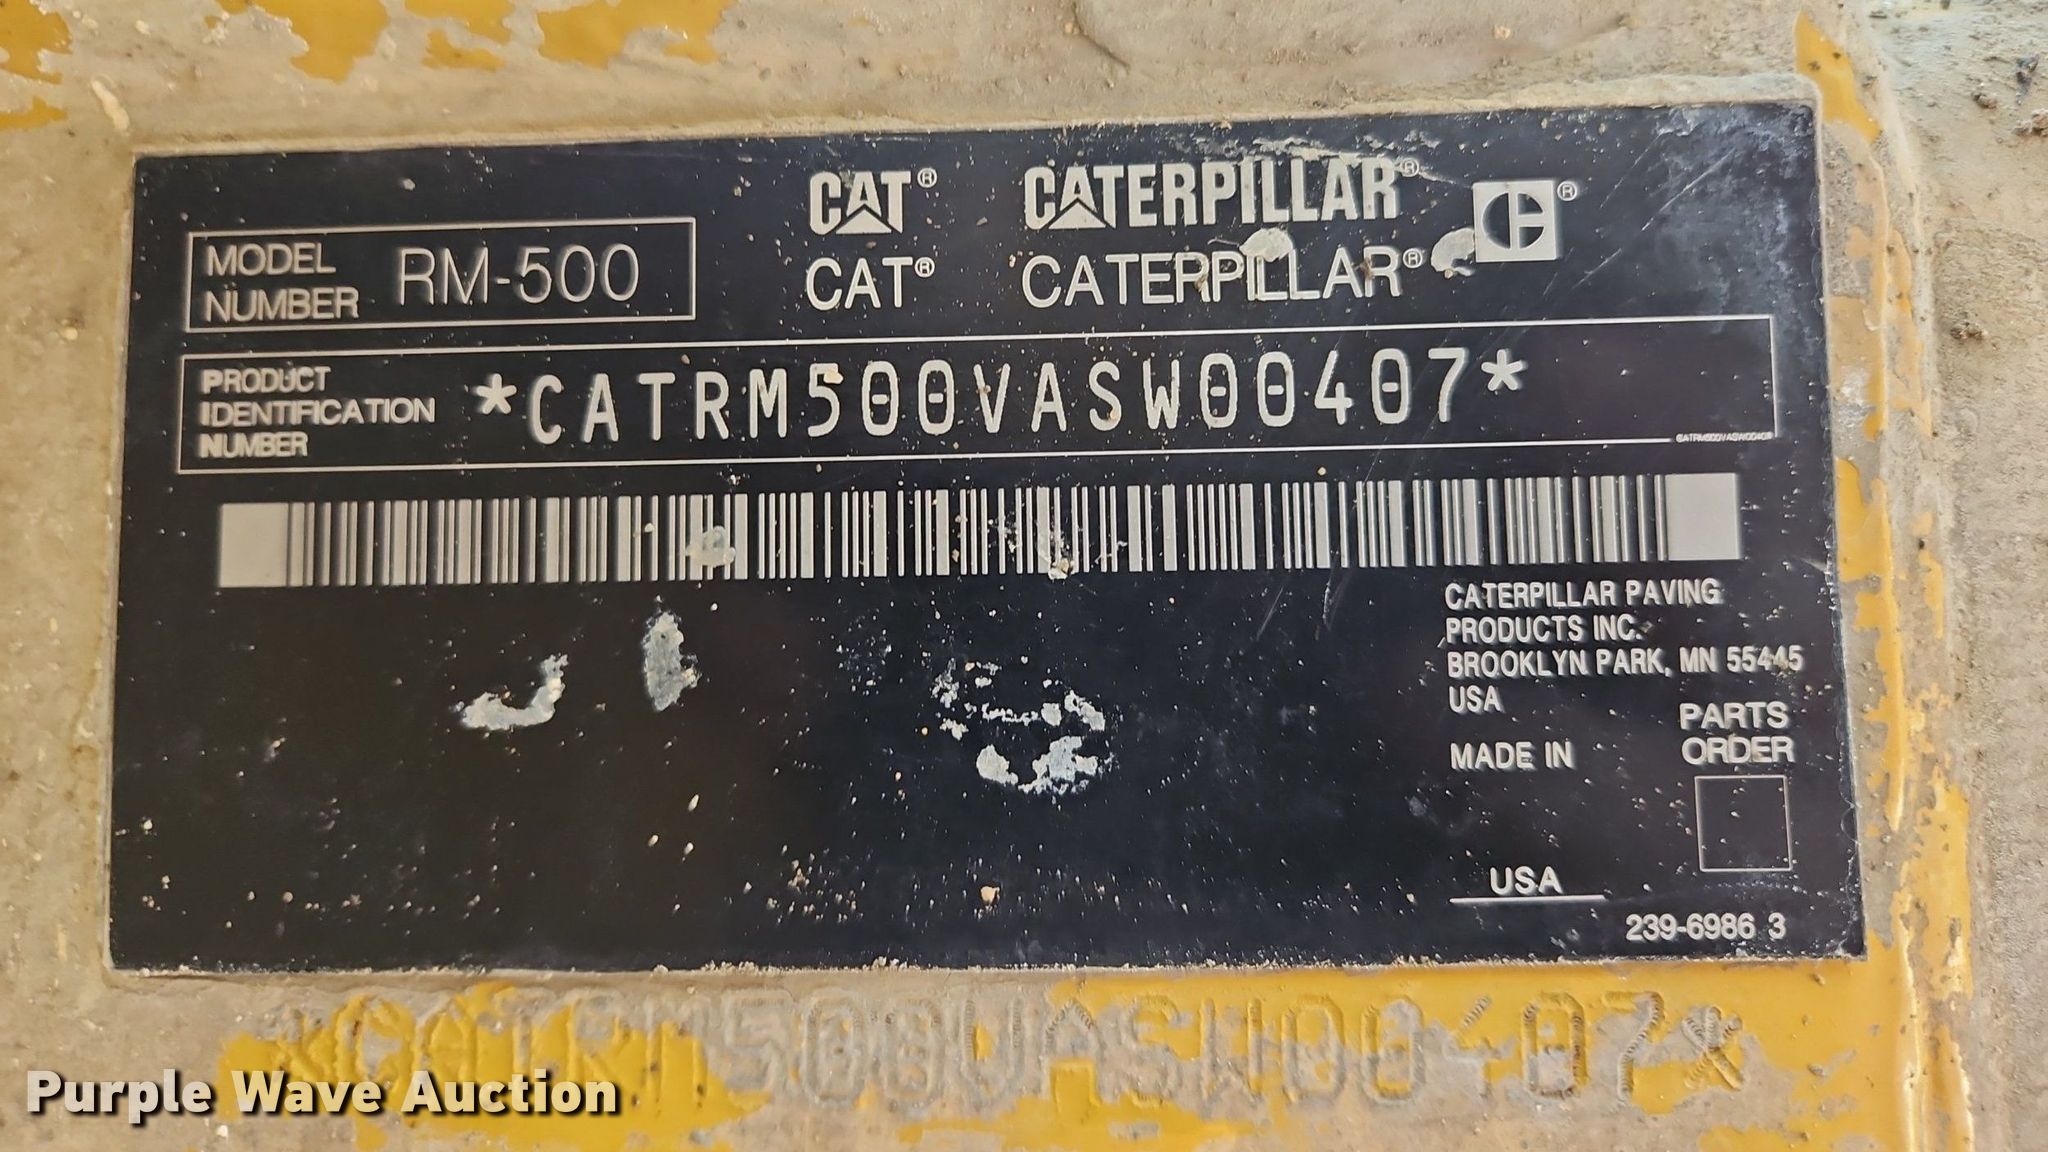 CAT® CATERPILLAR® ®
MODEL NUMBER RM-500
CAT® CATERPILLAR®
PRODUCT IDENTIFICATION NUMBER *CATRM500VASW00407*
CATERPILLAR PAVING
PRODUCTS INC.
BROOKLYN PARK, MN 55445
USA
MADE IN
PARTS
ORDER
USA
239-6986 3
*CATRM500VASW00407*
Purple Wave Auction